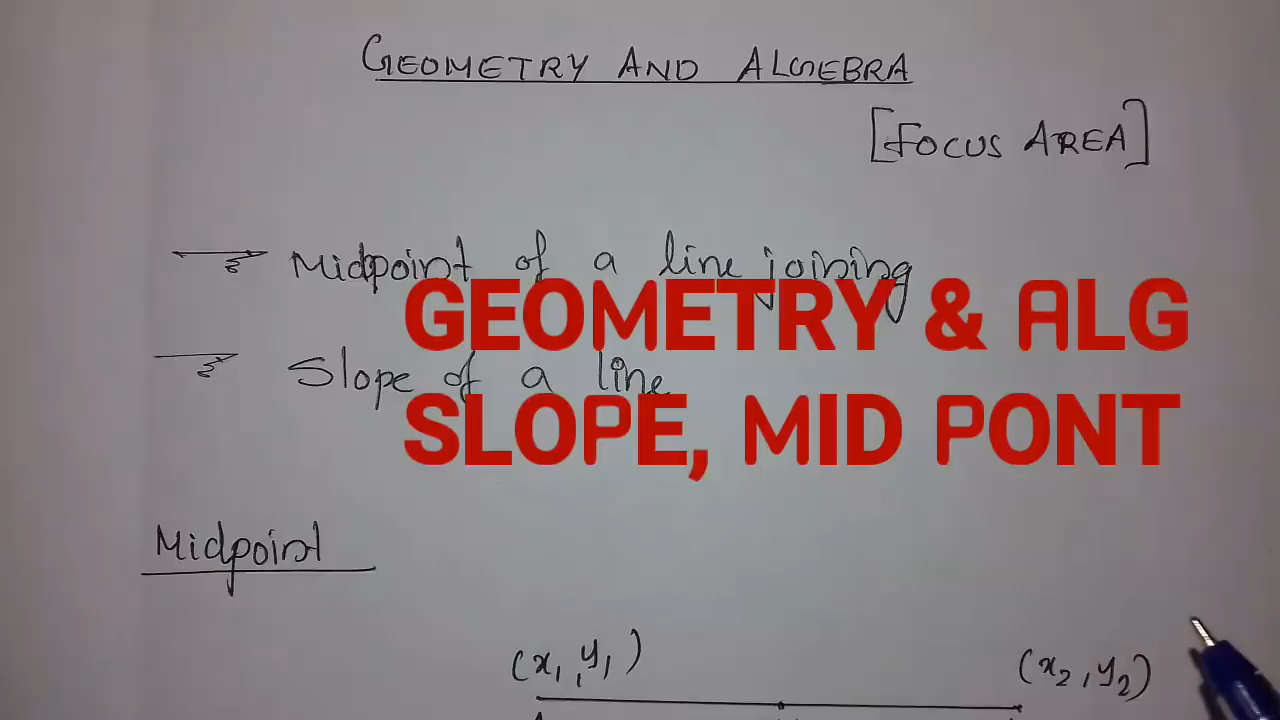 GEOMETRY AND ALGEBRA
[FOCUS AREA]
Midpoint of a line joining
GEOMETRY & ALG
Slope of a line
SLOPE, MID PONT
Midpoint
(x1, y1) (x2, y2)